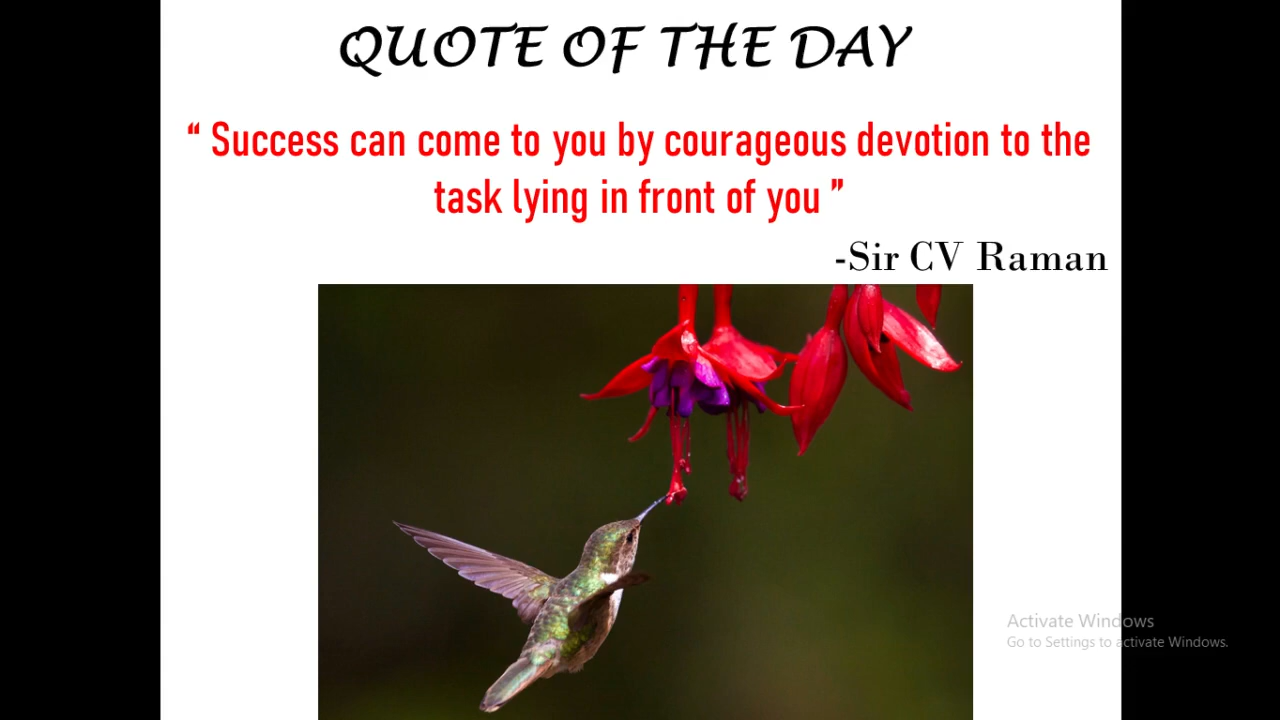 QUOTE OF THE DAY
“ Success can come to you by courageous devotion to the
task lying in front of you ”
-Sir CV Raman
Activate Windows
Go to Settings to activate Windows.